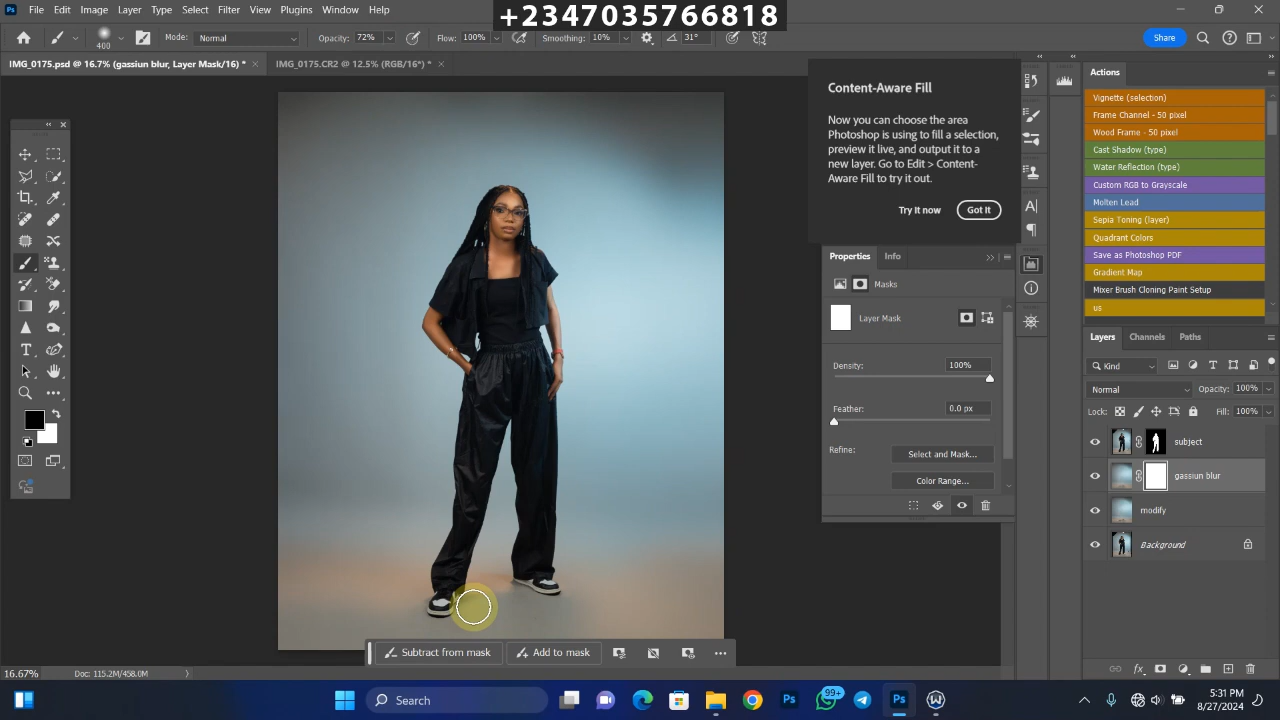 +2347035766818
File Edit Image Layer Type Select Filter View Plugins Window Help
400 Mode: Normal Opacity: 72% Flow: 100% Smoothing: 10% 31° Share
IMG_0175.psd @ 16.7% (gassiun blur, Layer Mask/16) * × IMG_0175.CR2 @ 12.5% (RGB/16*) * ×
Content-Aware Fill
Now you can choose the area
Photoshop is using to fill a selection,
preview it live, and output it to a
new layer. Go to Edit > Content-
Aware Fill to try it out.
Try it now Got It
Properties Info
Masks
Layer Mask
Density: 100%
Feather: 0.0 px
Refine: Select and Mask...
Color Range...
Actions
Vignette (selection)
Frame Channel - 50 pixel
Wood Frame - 50 pixel
Cast Shadow (type)
Water Reflection (type)
Custom RGB to Grayscale
Molten Lead
Sepia Toning (layer)
Quadrant Colors
Save as Photoshop PDF
Gradient Map
Mixer Brush Cloning Paint Setup
us
Layers Channels Paths
Kind
Normal Opacity: 100%
Lock: Fill: 100%
subject
gassiun blur
modify
Background
Subtract from mask Add to mask
16.67% Doc: 115.2M/458.0M
Search 99+ 5:31 PM
8/27/2024